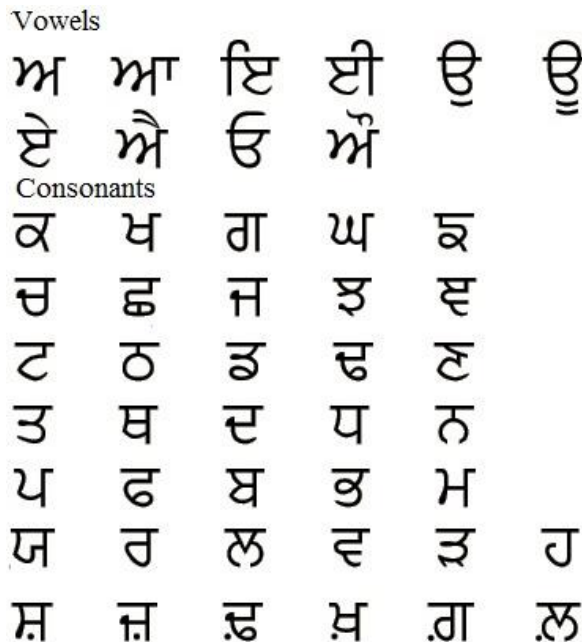 Vowels
ਅ ਆ ਇ ਈ ਉ ਊ
ਏ ਐ ਓ ਔ
Consonants
ਕ ਖ ਗ ਘ ਙ
ਚ ਛ ਜ ਝ ਞ
ਟ ਠ ਡ ਢ ਣ
ਤ ਥ ਦ ਧ ਨ
ਪ ਫ ਬ ਭ ਮ
ਯ ਰ ਲ ਵ ੜ ਹ
ਸ਼ ਜ਼ ਫ਼ ਖ਼ ਗ਼ ਲ਼